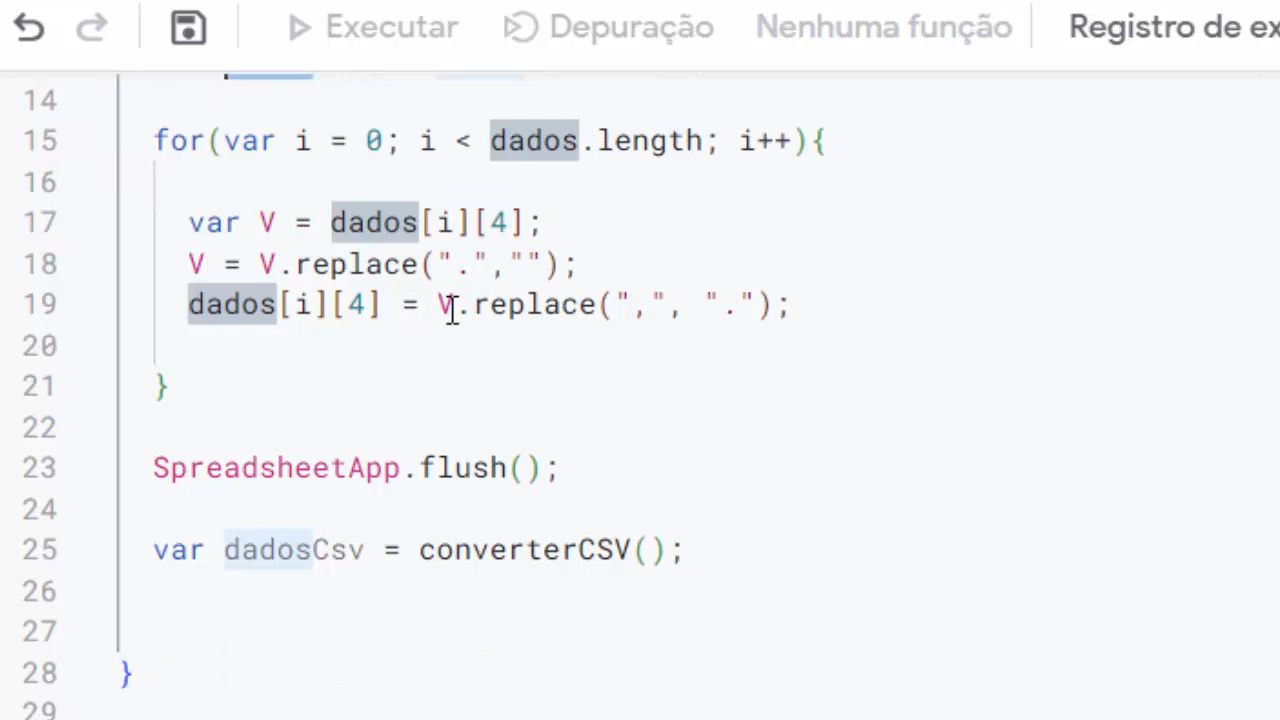 Executar Depuração Nenhuma função Registro de ex
14
15 for(var i = 0; i < dados.length; i++){
16
17 var V = dados[i][4];
18 V = V.replace(".","");
19 dados[i][4] = V.replace(",", ".");
20
21 }
22
23 SpreadsheetApp.flush();
24
25 var dadosCsv = converterCSV();
26
27
28 }
29